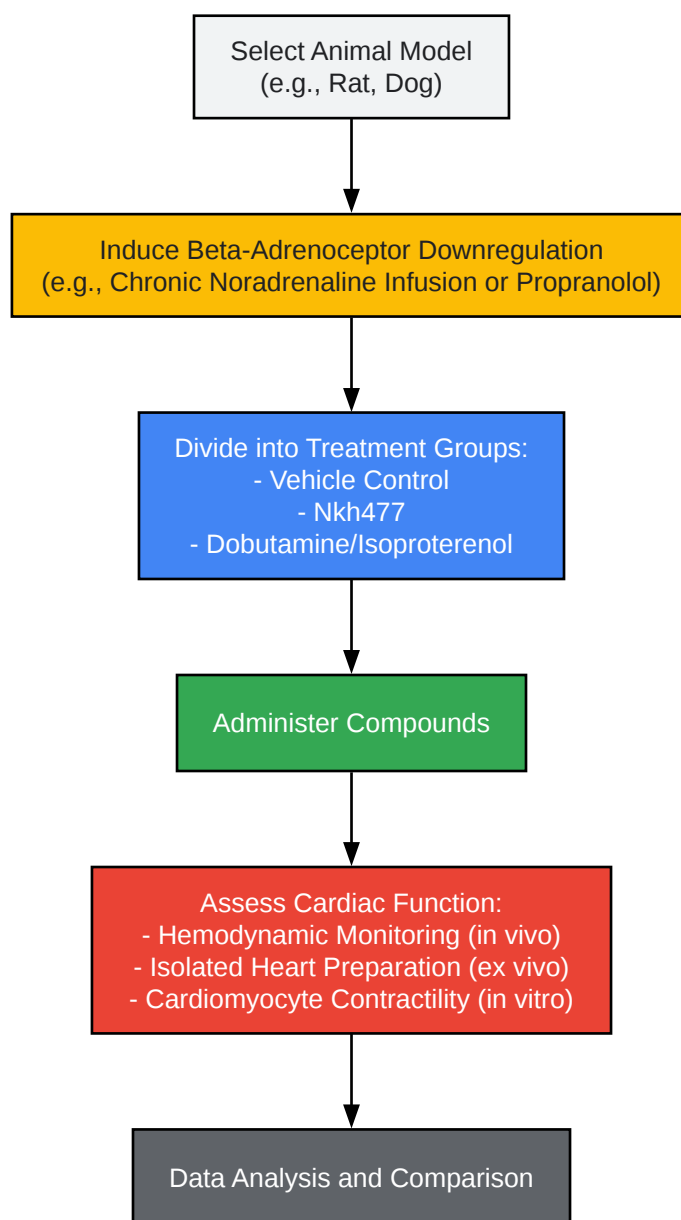 Select Animal Model
(e.g., Rat, Dog)
Induce Beta-Adrenoceptor Downregulation
(e.g., Chronic Noradrenaline Infusion or Propranolol)
Divide into Treatment Groups:
- Vehicle Control
- Nkh477
- Dobutamine/Isoproterenol
Administer Compounds
Assess Cardiac Function:
- Hemodynamic Monitoring (in vivo)
- Isolated Heart Preparation (ex vivo)
- Cardiomyocyte Contractility (in vitro)
Data Analysis and Comparison